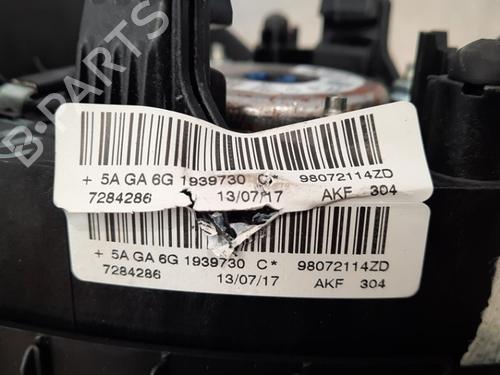 B-PARTS
+ 5A GA 6G 1939730 C* 98072114ZD
7284286 13/07/17 AKF 304
+ 5A GA 6G 1939730 C* 98072114ZD
7284286 13/07/17 AKF 304